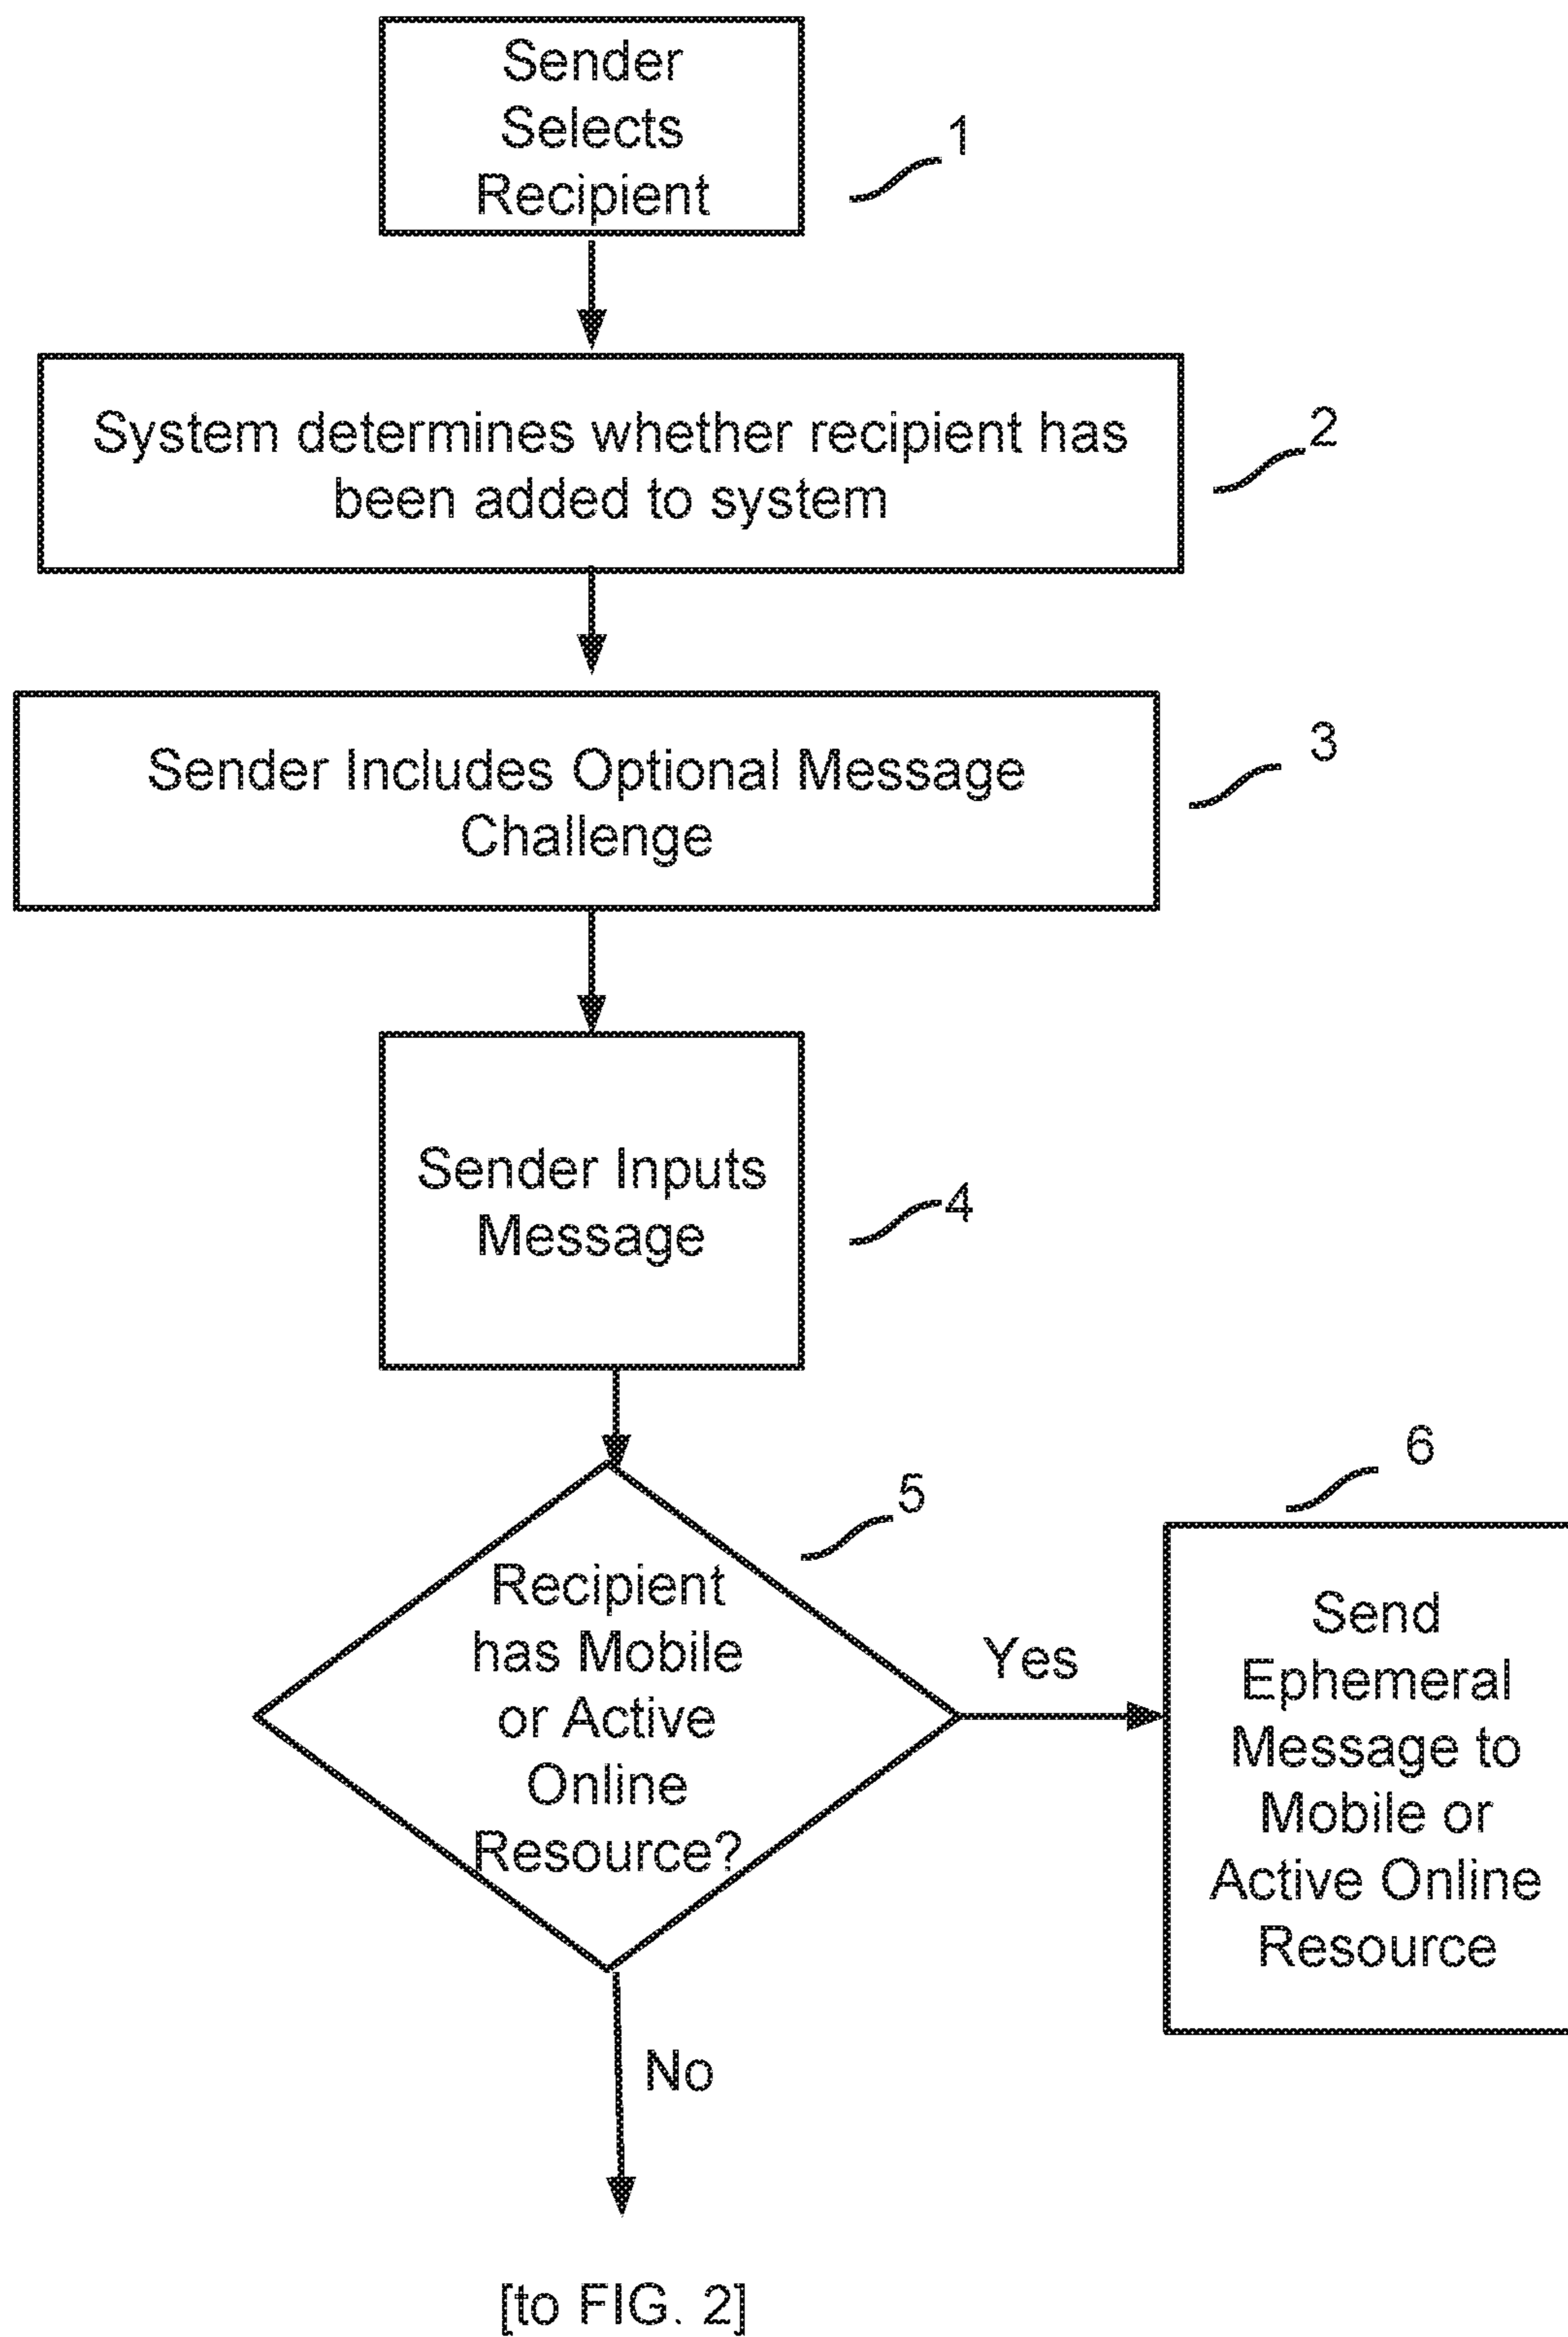 Sender
Selects
Recipient
1
System determines whether recipient has
been added to system
2
Sender Includes Optional Message
Challenge
3
Sender Inputs
Message
4
Recipient
has Mobile
or Active
Online
Resource?
5
Yes
6
Send
Ephemeral
Message to
Mobile or
Active Online
Resource
No
[to FIG. 2]